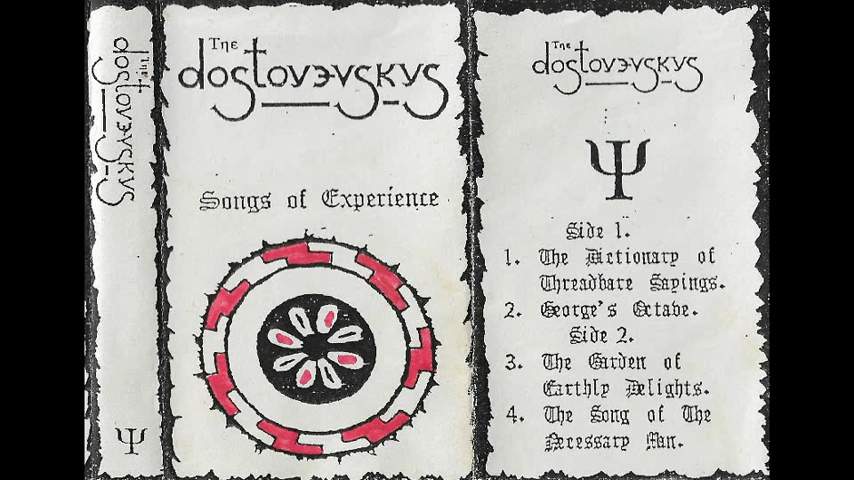 The
dostoyevskys
Ψ
The
dostoyevskys
Songs of Experience
The
dostoyevskys
Ψ
Side 1.
1. The Dictionary of
Threadbare Sayings.
2. George's Octave.
Side 2.
3. The Garden of
Earthly Delights.
4. The Song of The
Necessary Man.